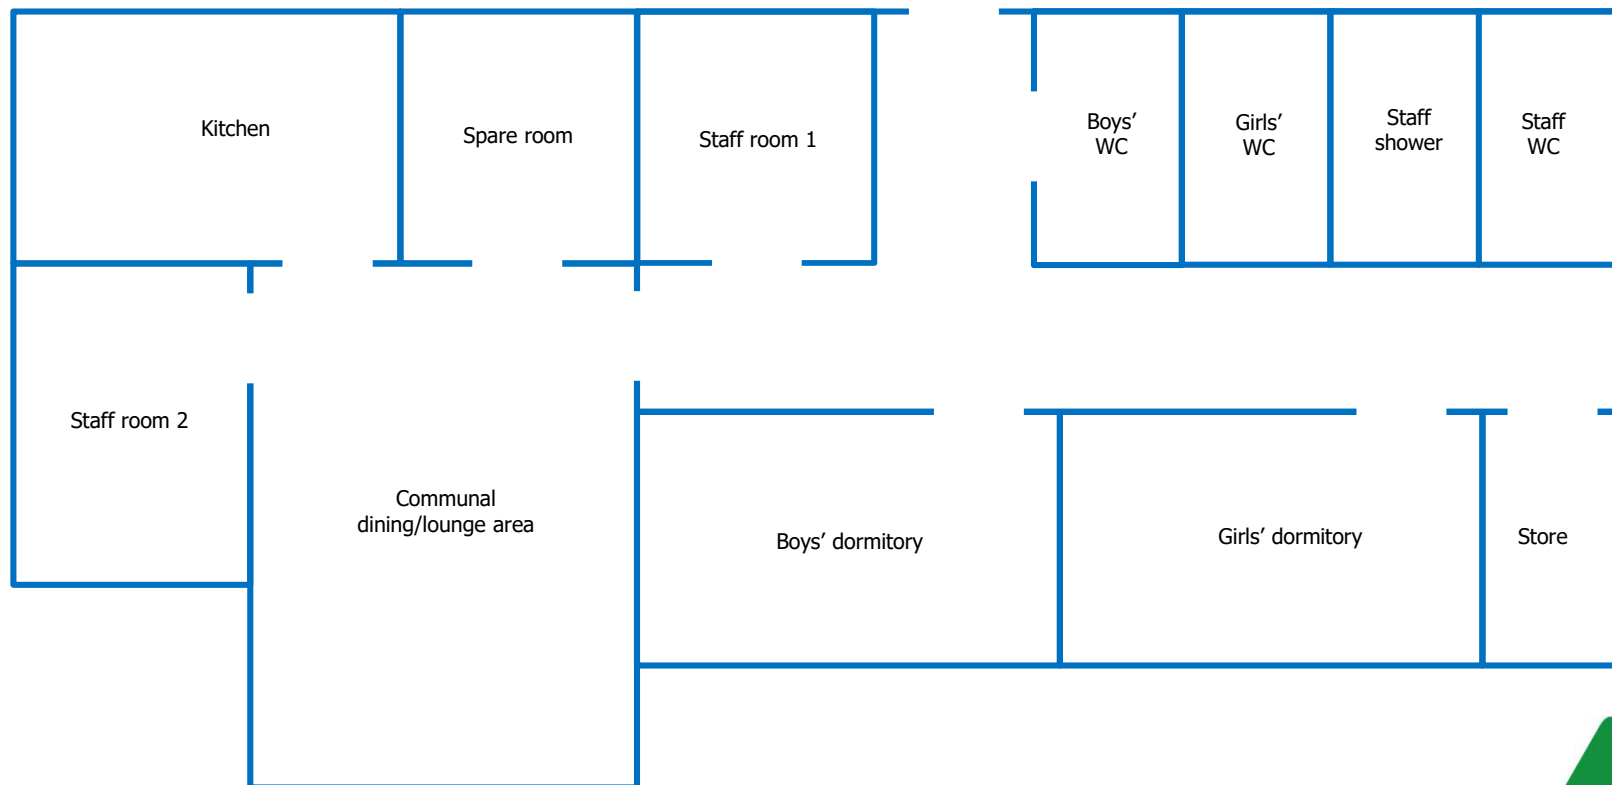 Kitchen
Spare room
Staff room 1
Boys’
WC
Girls’
WC
Staff
shower
Staff
WC
Staff room 2
Communal
dining/lounge area
Boys’ dormitory
Girls’ dormitory
Store